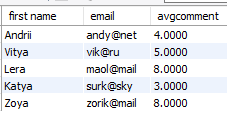 first name email avgcomment
Andrii andy@net 4.0000
Vitya vik@ru 5.0000
Lera maol@mail 8.0000
Katya surk@sky 3.0000
Zoya zorik@mail 8.0000